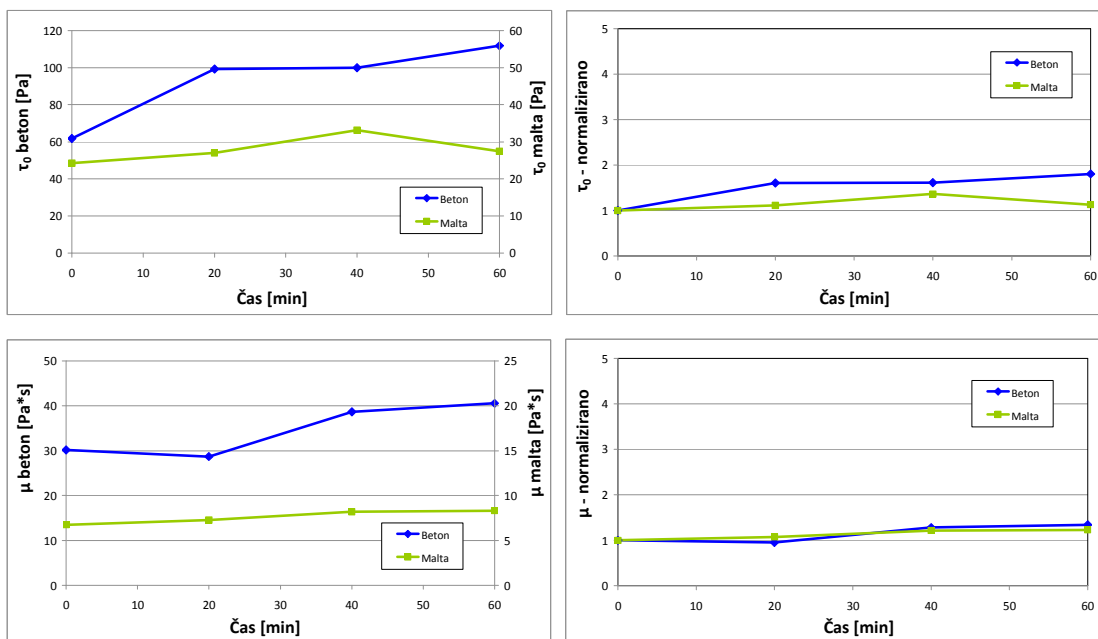 τ0 beton [Pa]
120
100
80
60
40
20
0
60
50
40
30
20
10
0
τ0 malta [Pa]
Beton
Malta
0 10 20 30 40 50 60
Čas [min]
τ0 - normalizirano
5
4
3
2
1
0
Beton
Malta
0 10 20 30 40 50 60
Čas [min]
μ beton [Pa*s]
50
40
30
20
10
0
25
20
15
10
5
0
μ malta [Pa*s]
Beton
Malta
0 10 20 30 40 50 60
Čas [min]
μ - normalizirano
5
4
3
2
1
0
Beton
Malta
0 10 20 30 40 50 60
Čas [min]